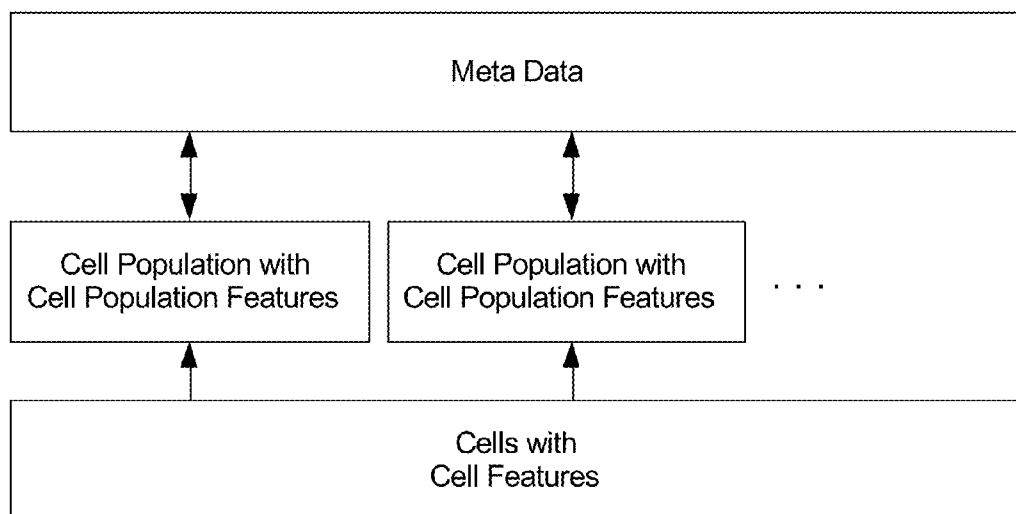 Meta Data
Cell Population with
Cell Population Features
Cell Population with
Cell Population Features
. . .
Cells with
Cell Features